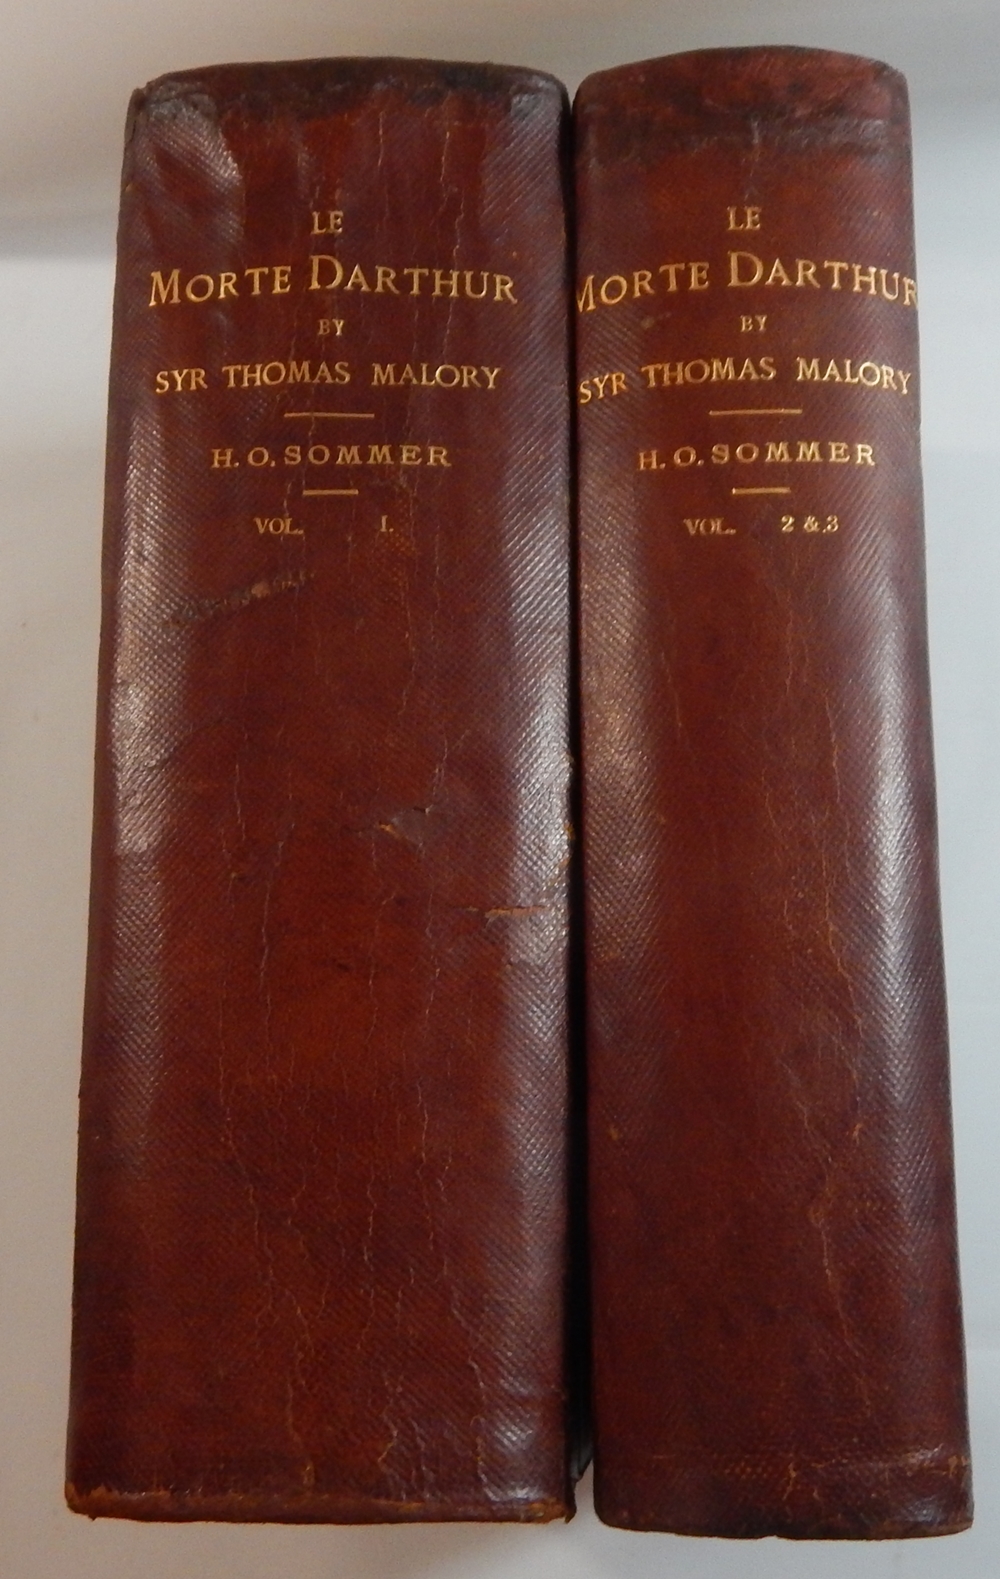 LE
MORTE DARTHUR
BY
SYR THOMAS MALORY
H. O. SOMMER
VOL. I.
LE
MORTE DARTHUR
BY
SYR THOMAS MALORY
H. O. SOMMER
VOL. 2 & 3